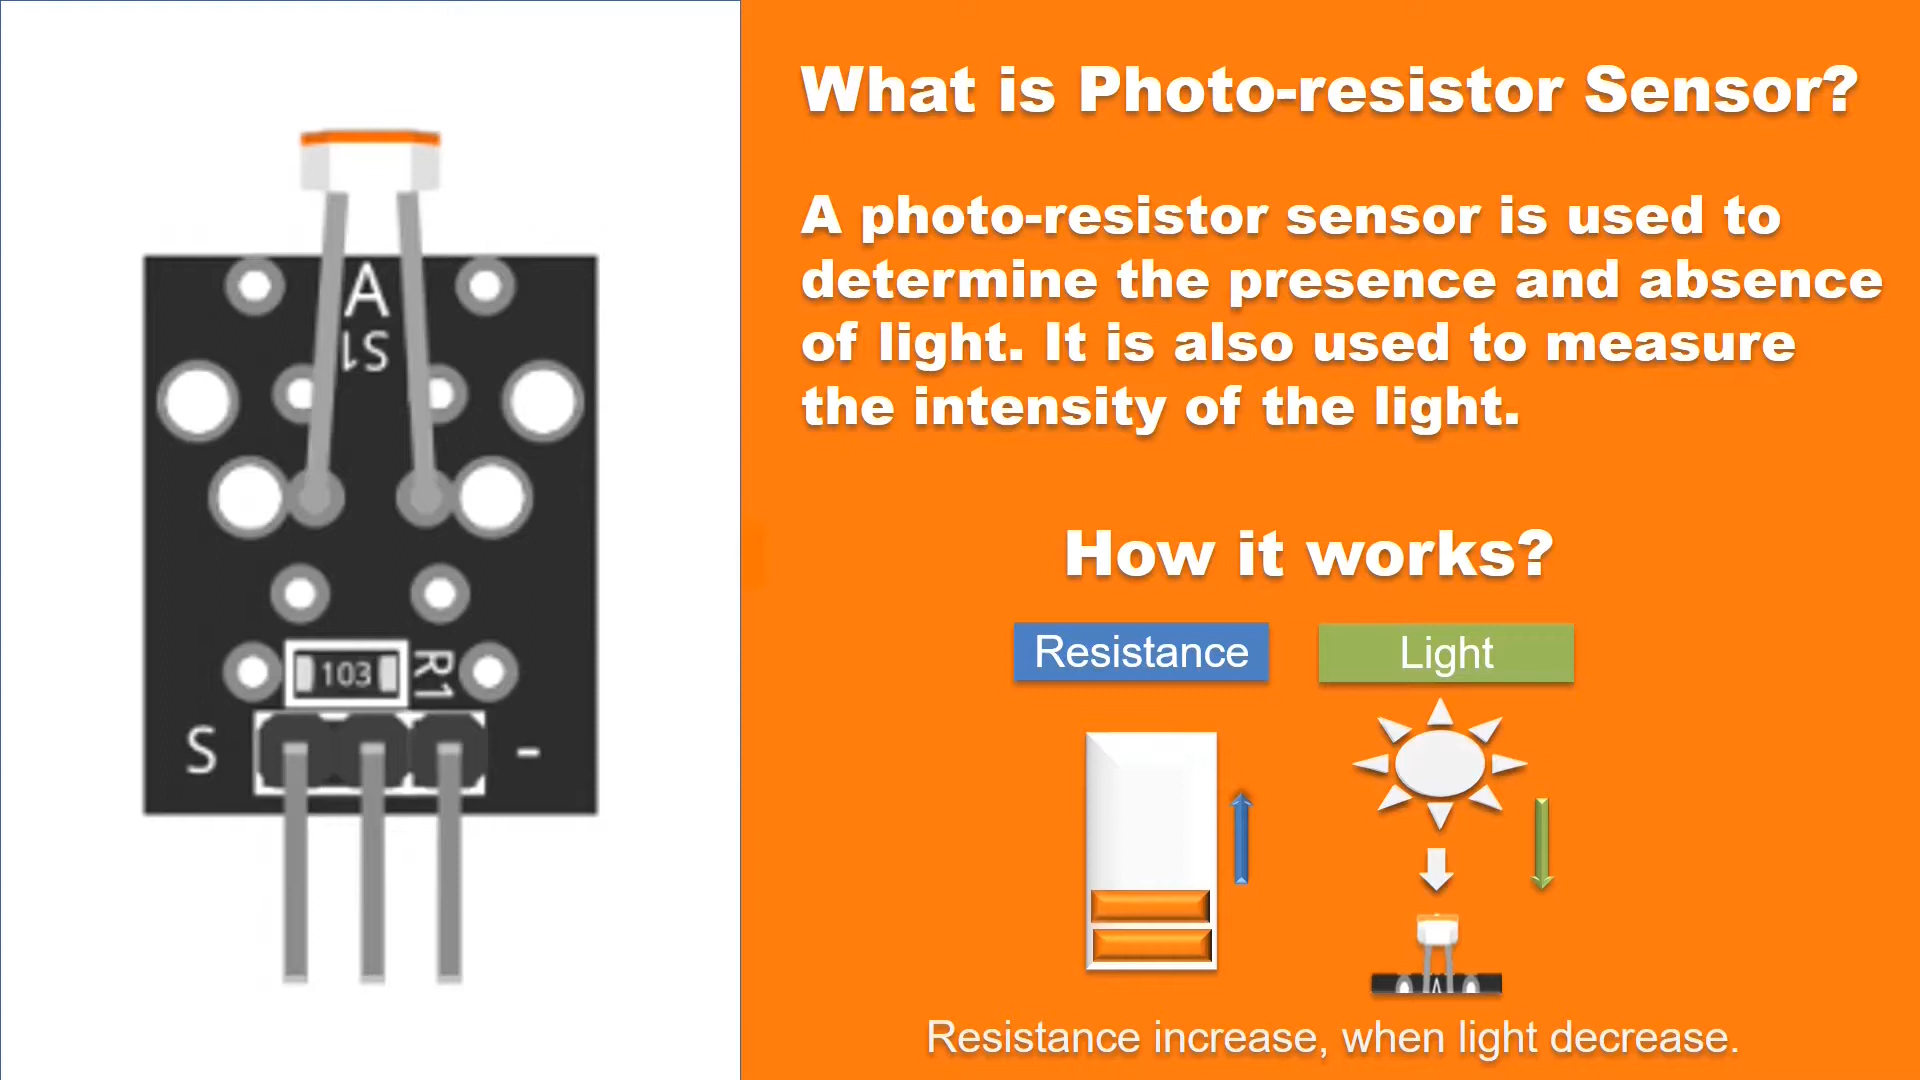 What is Photo-resistor Sensor?
A photo-resistor sensor is used to
determine the presence and absence
of light. It is also used to measure
the intensity of the light.
How it works?
Resistance
Light
Resistance increase, when light decrease.
A
S1
103
R1
S
-